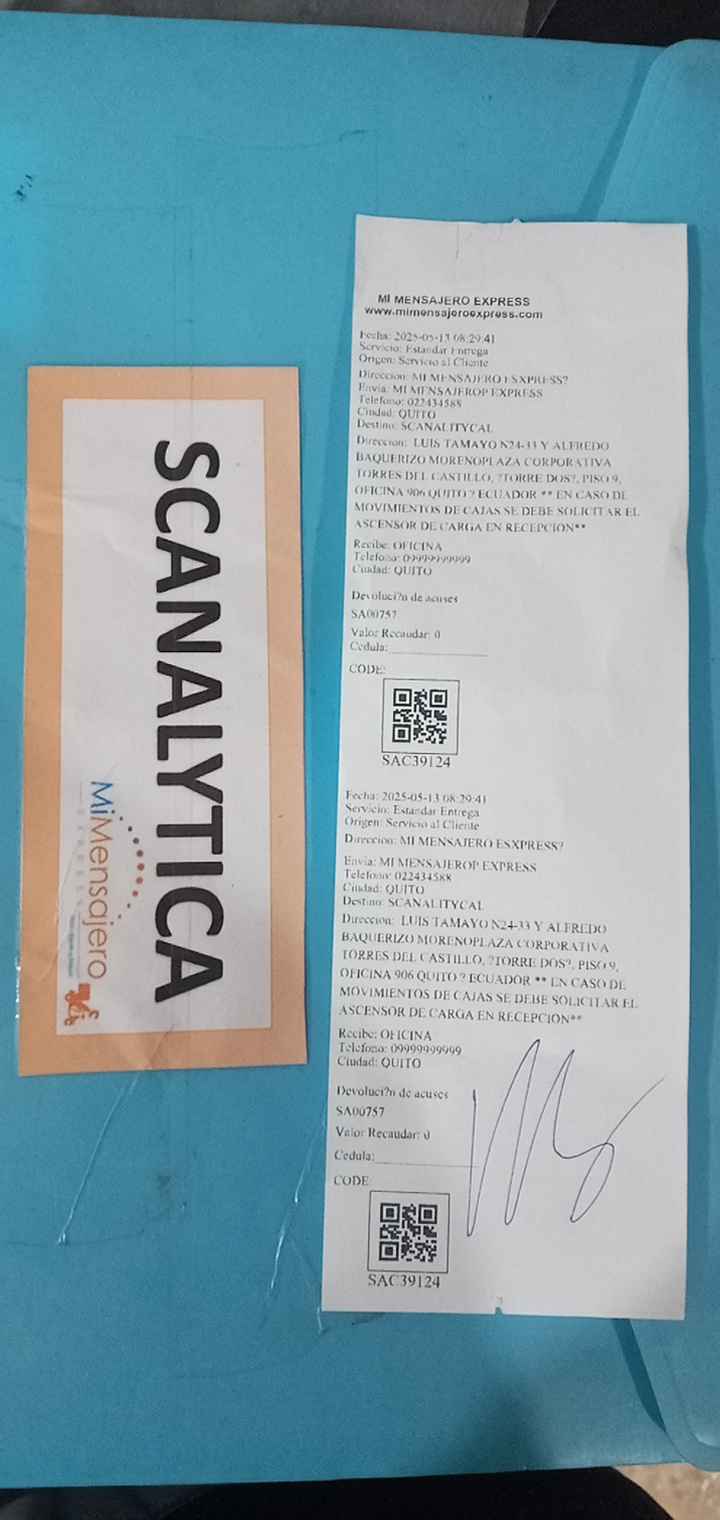 SCANALYTICA
MiMensajero
EXPRESS
MI MENSAJERO EXPRESS
www.mimensajeroexpress.com
Fecha: 2025-05-13 08:29:41
Servicio: Estandar Entrega
Origen: Servicio al Cliente
Direccion: MI MENSAJERO ESXPRESS?
Envia: MI MENSAJEROP EXPRESS
Telefono: 022434588
Ciudad: QUITO
Destino: SCANALITYCAL
Direccion: LUIS TAMAYO N24-33 Y ALFREDO
BAQUERIZO MORENOPLAZA CORPORATIVA
TORRES DEL CASTILLO, ?TORRE DOS?, PISO 9,
OFICINA 906 QUITO ? ECUADOR ** EN CASO DE
MOVIMIENTOS DE CAJAS SE DEBE SOLICITAR EL
ASCENSOR DE CARGA EN RECEPCION**
Recibe: OFICINA
Telefono: 09999999999
Ciudad: QUITO
Devoluci?n de acuses
SA00757
Valor Recaudar: 0
Cedula:
CODE:
SAC39124
Fecha: 2025-05-13 08:29:41
Servicio: Estandar Entrega
Origen: Servicio al Cliente
Direccion: MI MENSAJERO ESXPRESS?
Envia: MI MENSAJEROP EXPRESS
Telefono: 022434588
Ciudad: QUITO
Destino: SCANALITYCAL
Direccion: LUIS TAMAYO N24-33 Y ALFREDO
BAQUERIZO MORENOPLAZA CORPORATIVA
TORRES DEL CASTILLO, ?TORRE DOS?, PISO 9,
OFICINA 906 QUITO ? ECUADOR ** EN CASO DE
MOVIMIENTOS DE CAJAS SE DEBE SOLICITAR EL
ASCENSOR DE CARGA EN RECEPCION**
Recibe: OFICINA
Telefono: 09999999999
Ciudad: QUITO
Devoluci?n de acuses
SA00757
Valor Recaudar: 0
Cedula:
CODE:
SAC39124